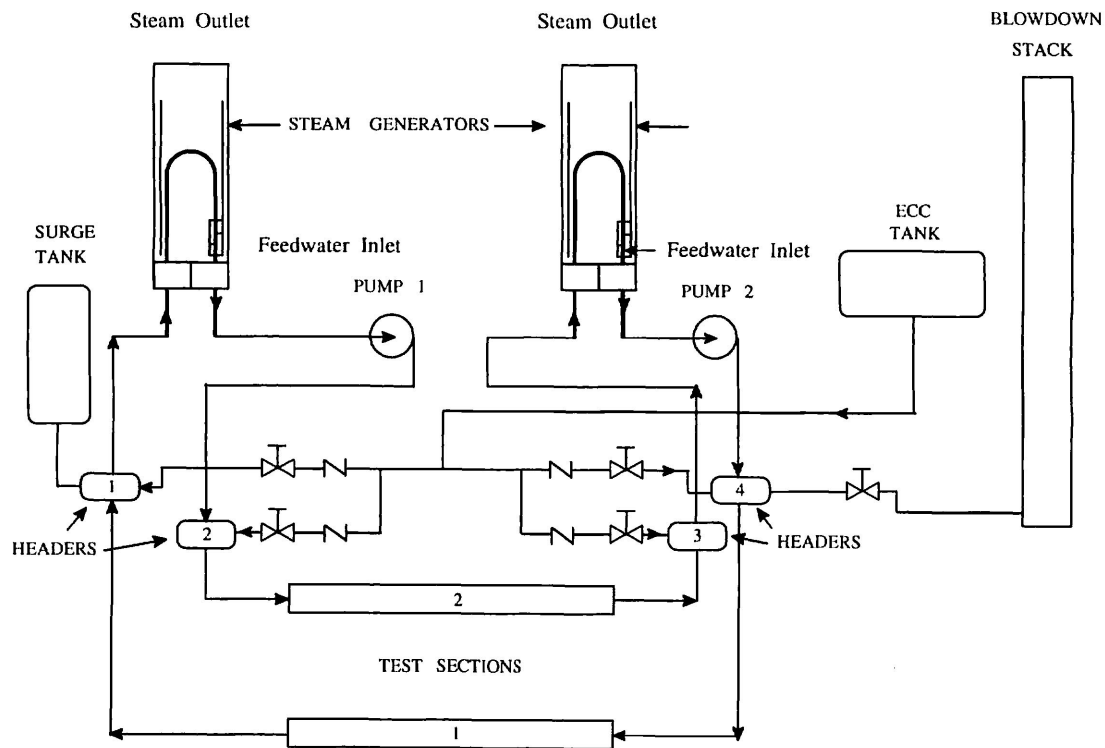 Steam Outlet
Steam Outlet
BLOWDOWN
STACK
STEAM GENERATORS
SURGE
TANK
ECC
TANK
Feedwater Inlet
Feedwater Inlet
PUMP 1
PUMP 2
1
2
3
4
HEADERS
HEADERS
2
TEST SECTIONS
1